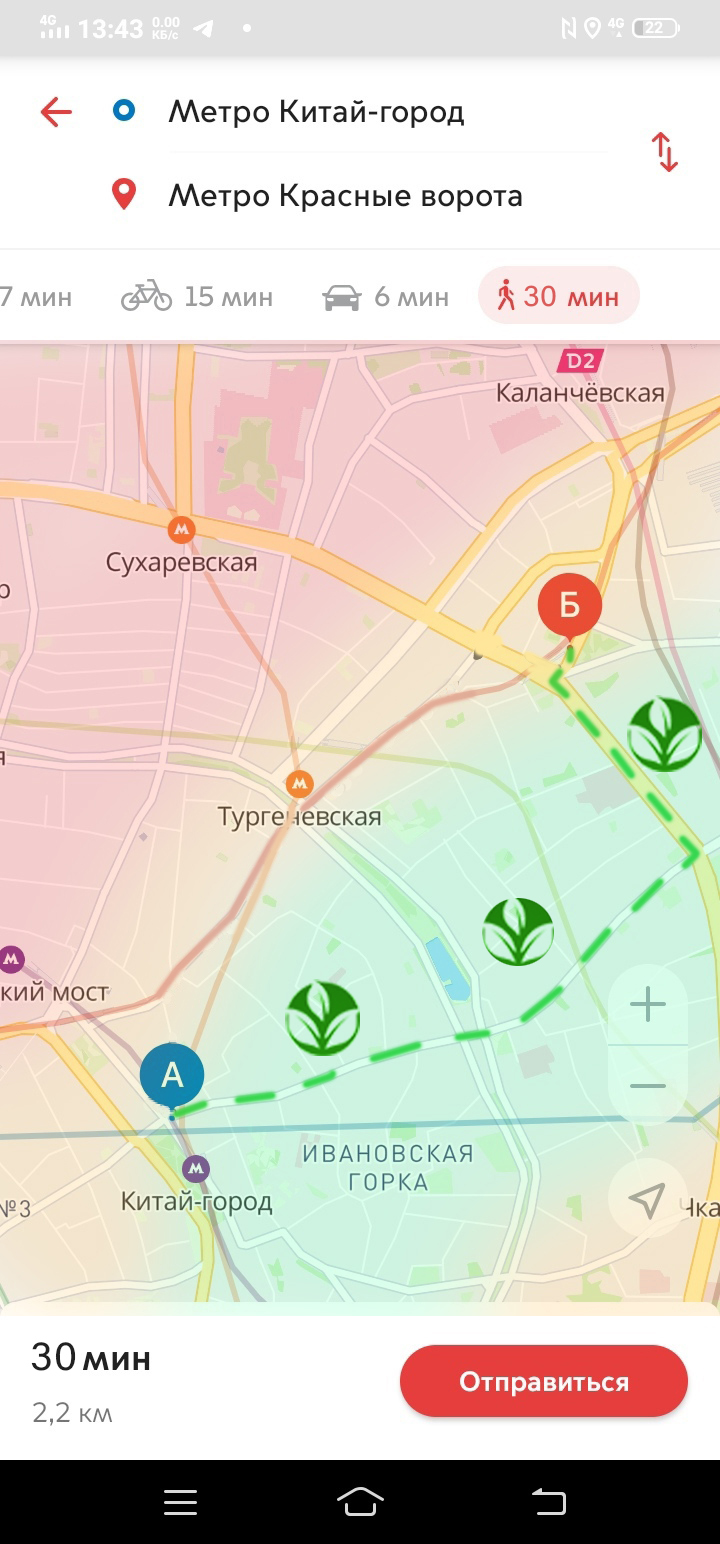 4G 13:43 0.00 КБ/с 4G 22
Метро Китай-город
Метро Красные ворота
7 мин 15 мин 6 мин 30 мин
D2
Каланчёвская
М
Сухаревская
р
Б
я
М
Тургеневская
М
кий мост
А
ИВАНОВСКАЯ
ГОРКА
М
Китай-город
№3
Чка
30 мин
2,2 км
Отправиться